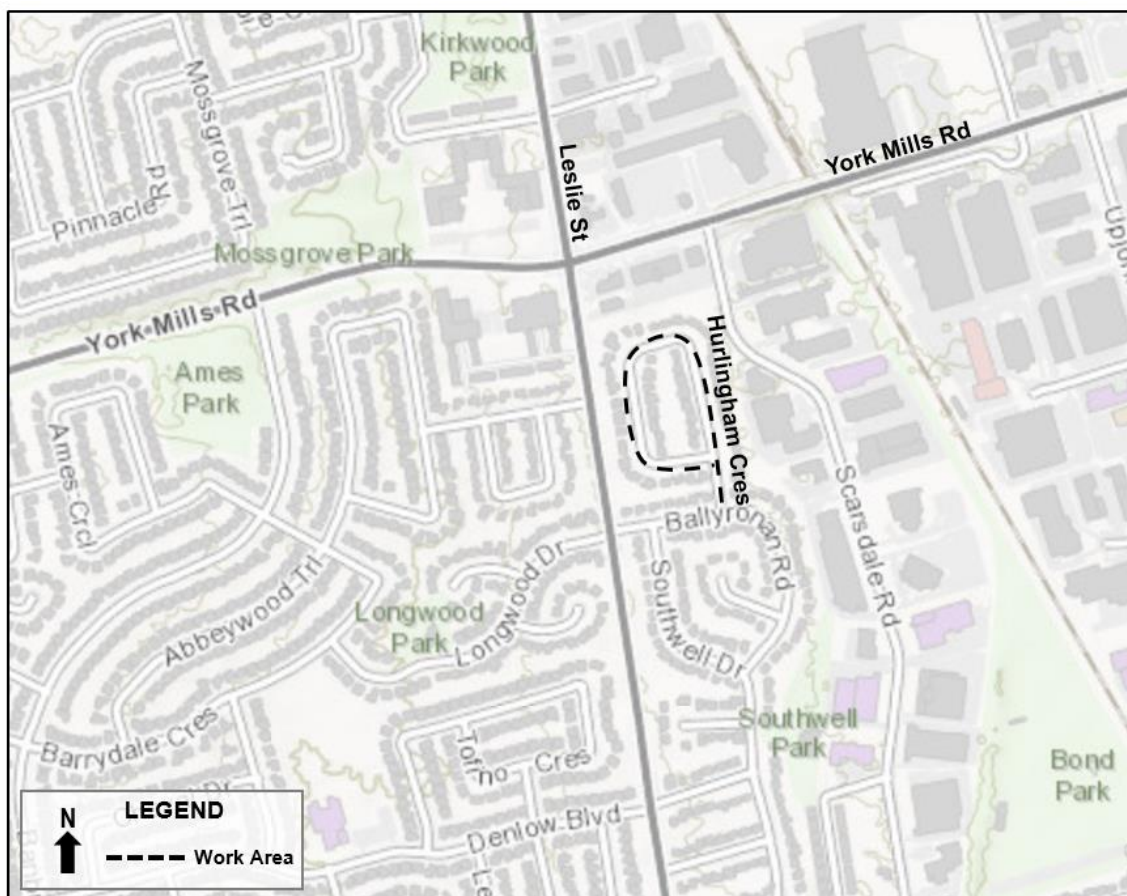 Kirkwood
Park
Mossgrove Trl
Leslie St
York Mills Rd
Pinnacle Rd
Mossgrove Park
York Mills Rd
Ames
Park
Hurlingham Cres
Ames Crcl
Scarsdale Rd
Ballyronan Rd
Longwood Dr
Southwell Dr
Abbeywood Trl
Longwood
Park
Barrydale Cres
Southwell
Park
Bond
Park
Denlow Blvd
N
LEGEND
Work Area